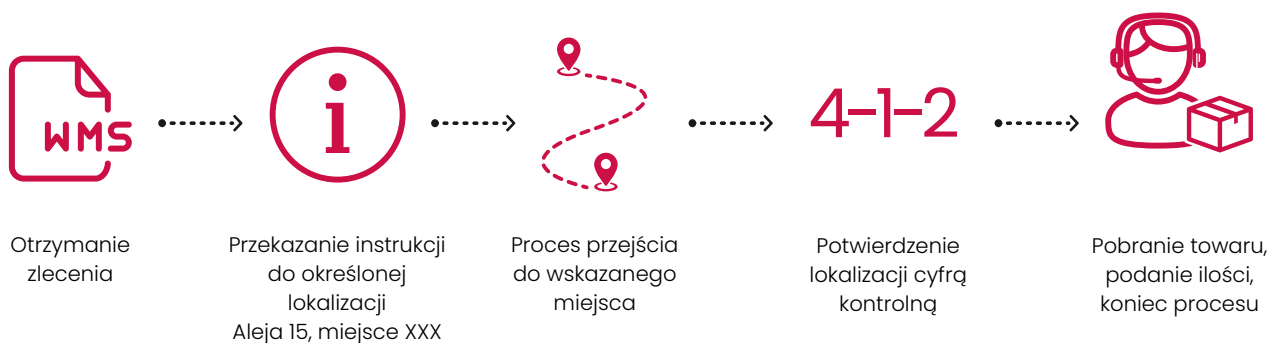 WMS
i
4-1-2
Otrzymanie
zlecenia
Przekazanie instrukcji
do określonej
lokalizacji
Aleja 15, miejsce XXX
Proces przejścia
do wskazanego
miejsca
Potwierdzenie
lokalizacji cyfrą
kontrolną
Pobranie towaru,
podanie ilości,
koniec procesu